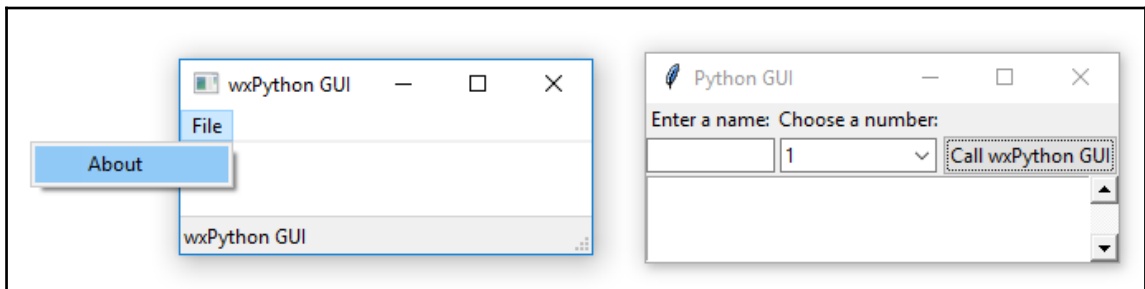 wxPython GUI
File
About
wxPython GUI
Python GUI
Enter a name: Choose a number:
1
Call wxPython GUI